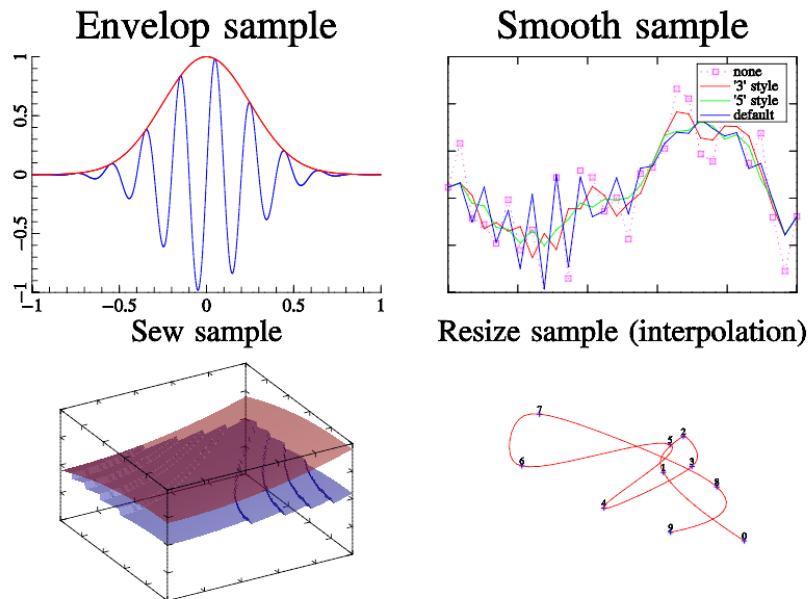 Envelop sample
Smooth sample
1
0.5
0
−0.5
−1
−1
−0.5
0
0.5
1
none
'3' style
'5' style
default
Sew sample
Resize sample (interpolation)
7
2
5
6
1
3
8
4
9
0